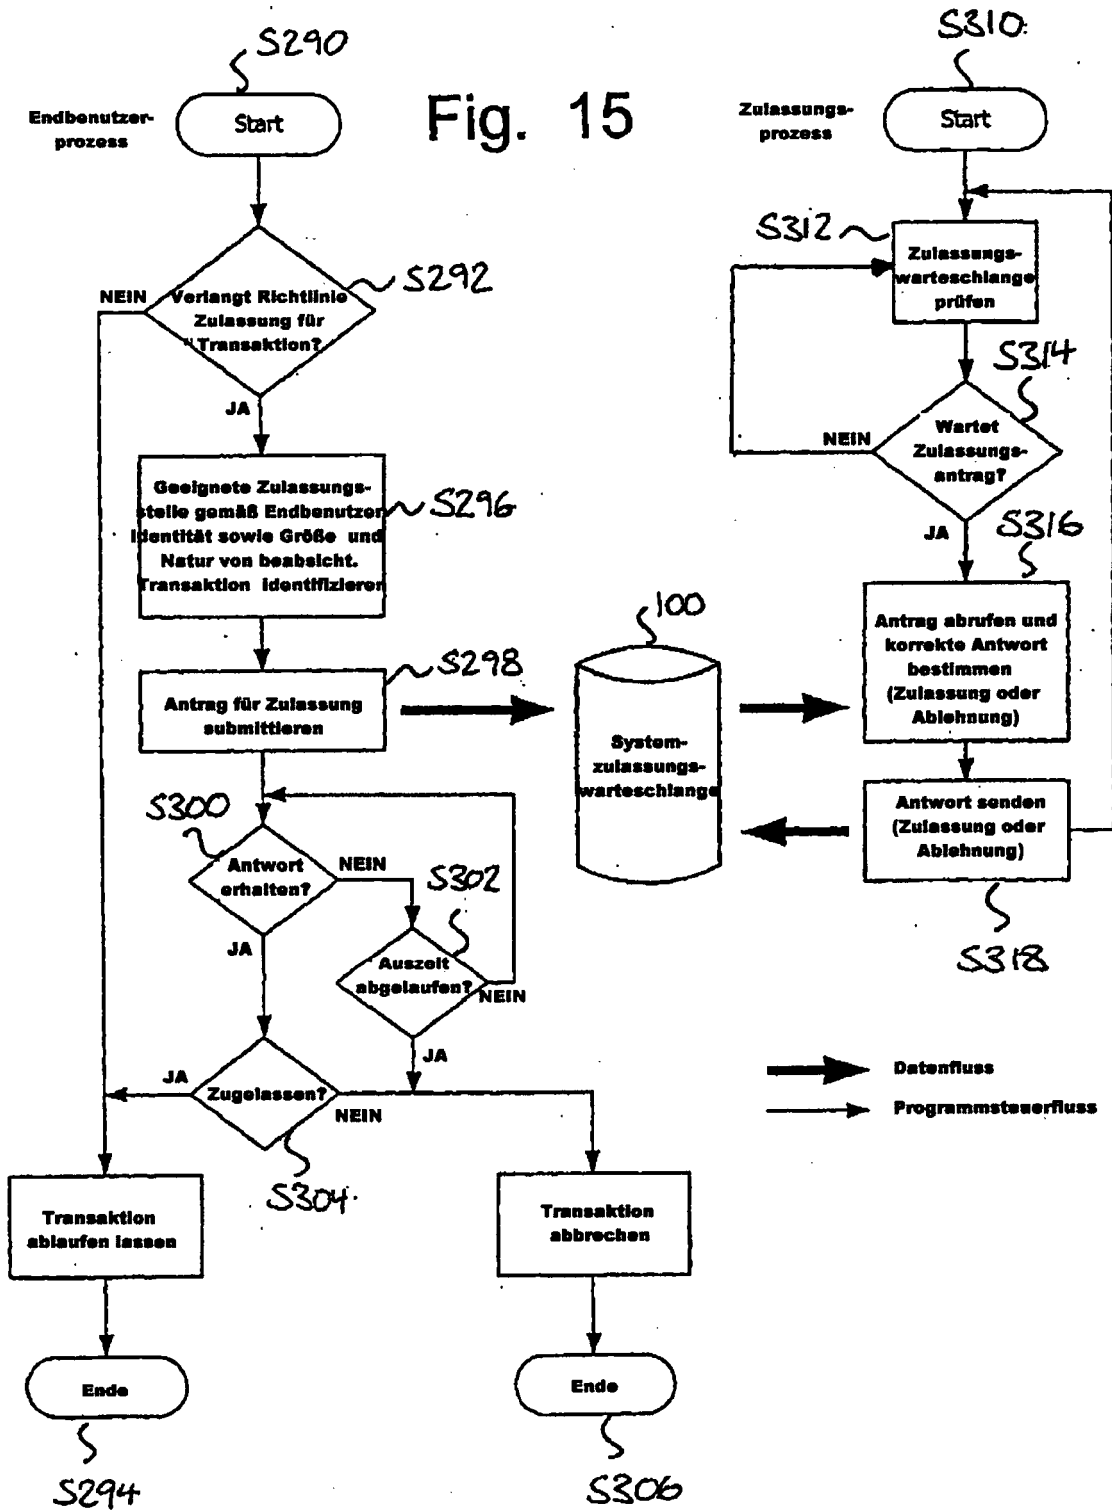 S290
Fig. 15
Endbenutzer-
prozess
Start
S292
NEIN
Verlangt Richtlinie
Zulassung für
Transaktion?
JA
Geeignete Zulassungs-
stelle gemäß Endbenutzer
Identität sowie Größe und
Natur von beabsicht.
Transaktion identifizieren
S296
Antrag für Zulassung
submittieren
S298
S300
Antwort
erhalten?
NEIN
JA
S302
Auszeit
abgelaufen?
NEIN
JA
Zugelassen?
JA
NEIN
S304
Transaktion
ablaufen lassen
Ende
S294
Transaktion
abbrechen
Ende
S306
100
System-
zulassungs-
warteschlange
S310
Zulassungs-
prozess
Start
S312
Zulassungs-
warteschlange
prüfen
S314
Wartet
Zulassungs-
antrag?
NEIN
JA
S316
Antrag abrufen und
korrekte Antwort
bestimmen
(Zulassung oder
Ablehnung)
Antwort senden
(Zulassung oder
Ablehnung)
S318
Datenfluss
Programmsteuerfluss